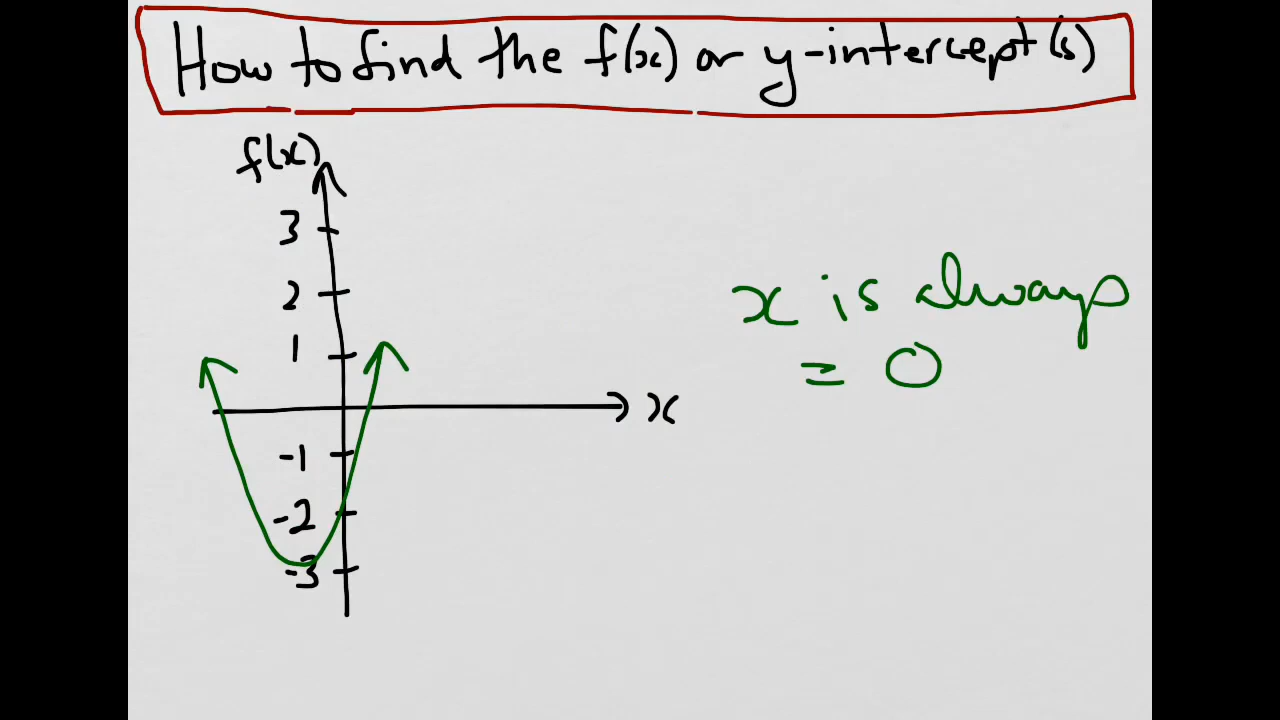 How to find the f(x) or y-intercept(s)
f(x)
3
2
1
x
-1
-2
-3
x is always
= 0